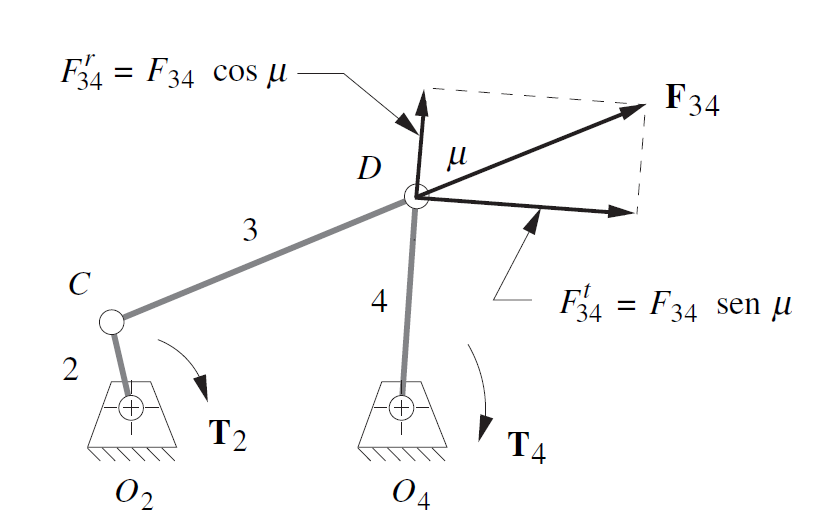 F^r_34 = F_34 cos μ
F_34
μ
D
3
C
4
F^t_34 = F_34 sen μ
2
T_2
T_4
O_2
O_4